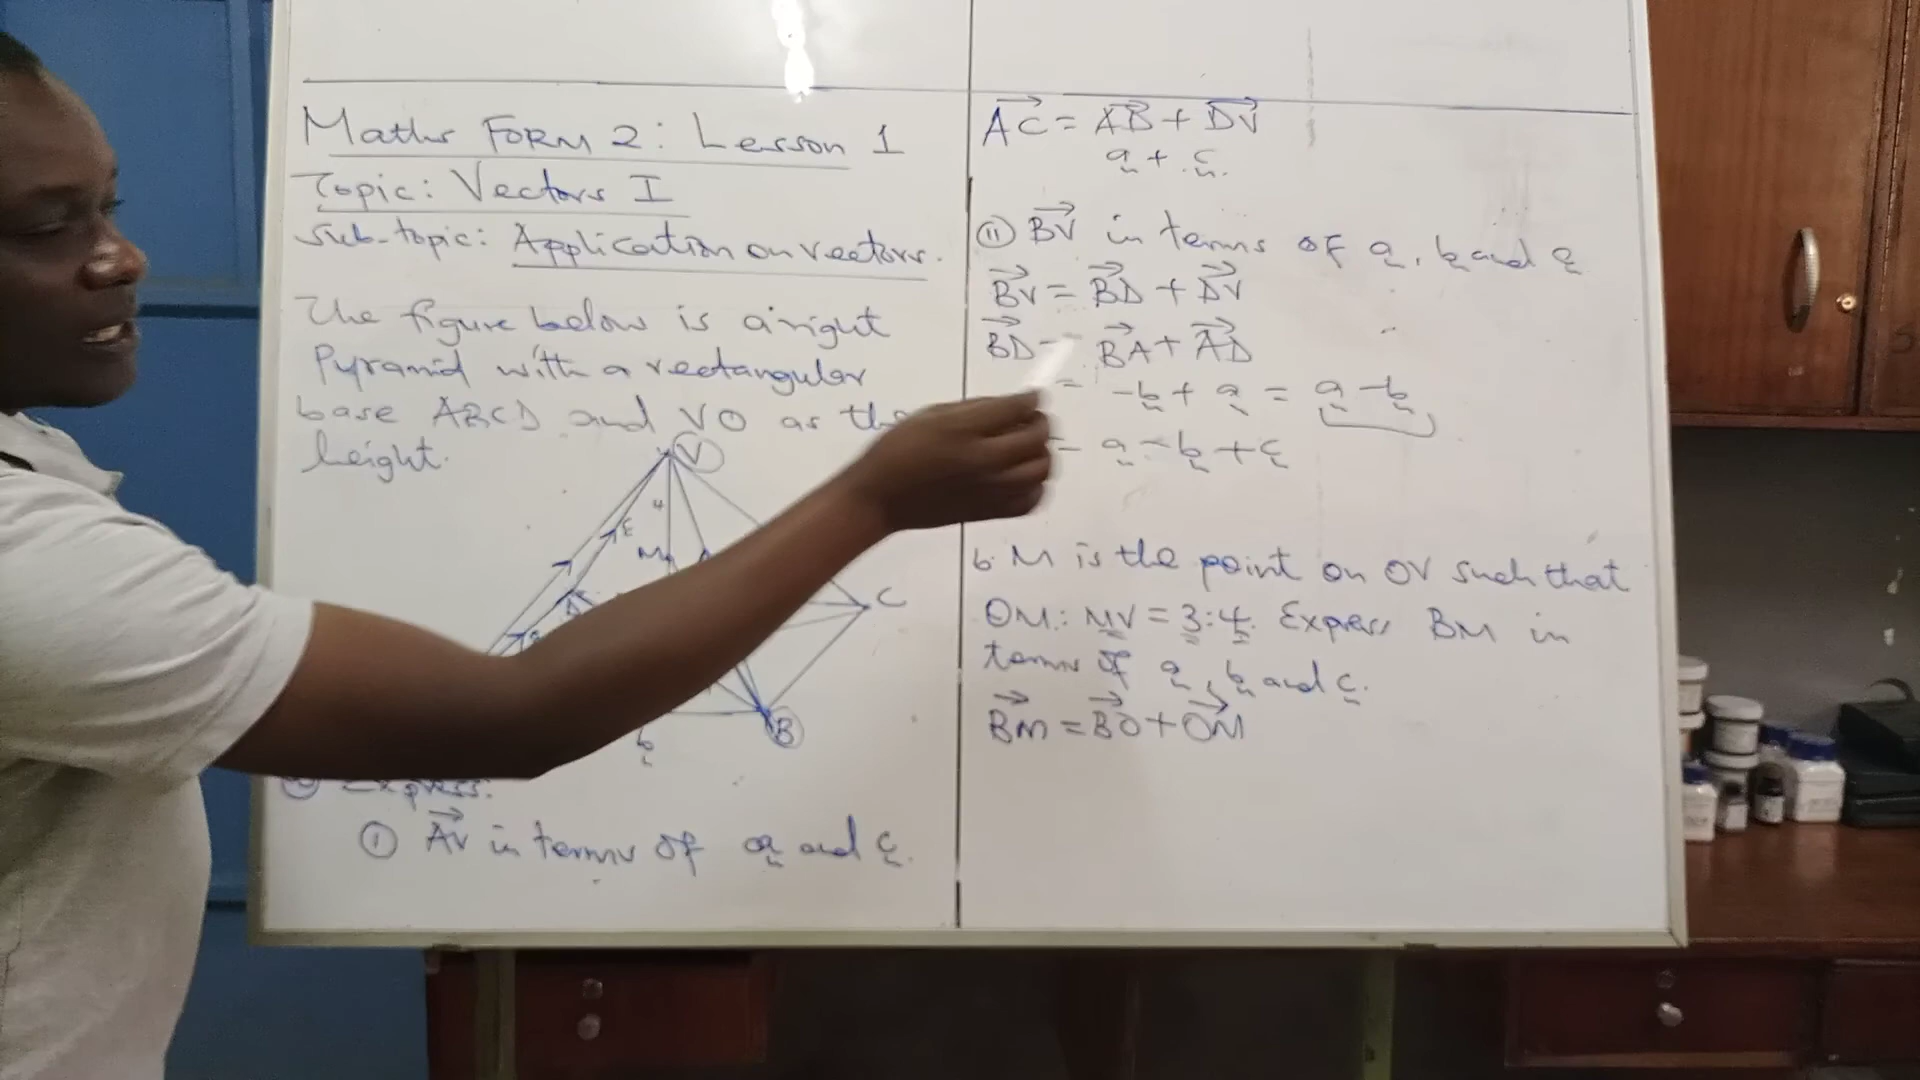 Maths FORM 2: Lesson 1
Topic: Vectors I
Sub-topic: Application on vectors.
The figure below is a right
Pyramid with a rectangular
base ABCD and VO as the
height.
V
4
c
M
A
a
C
B
b
Express:
(i) AV in terms of a and c.
AC = AB + DV
a + c.
(ii) BV in terms of a, b and c
BV = BD + DV
BD = BA + AD
= -b + a = a - b
= a - b + c
b. M is the point on OV such that
OM: MV = 3:4. Express BM in
terms of a, b and c.
BM = BO + OM